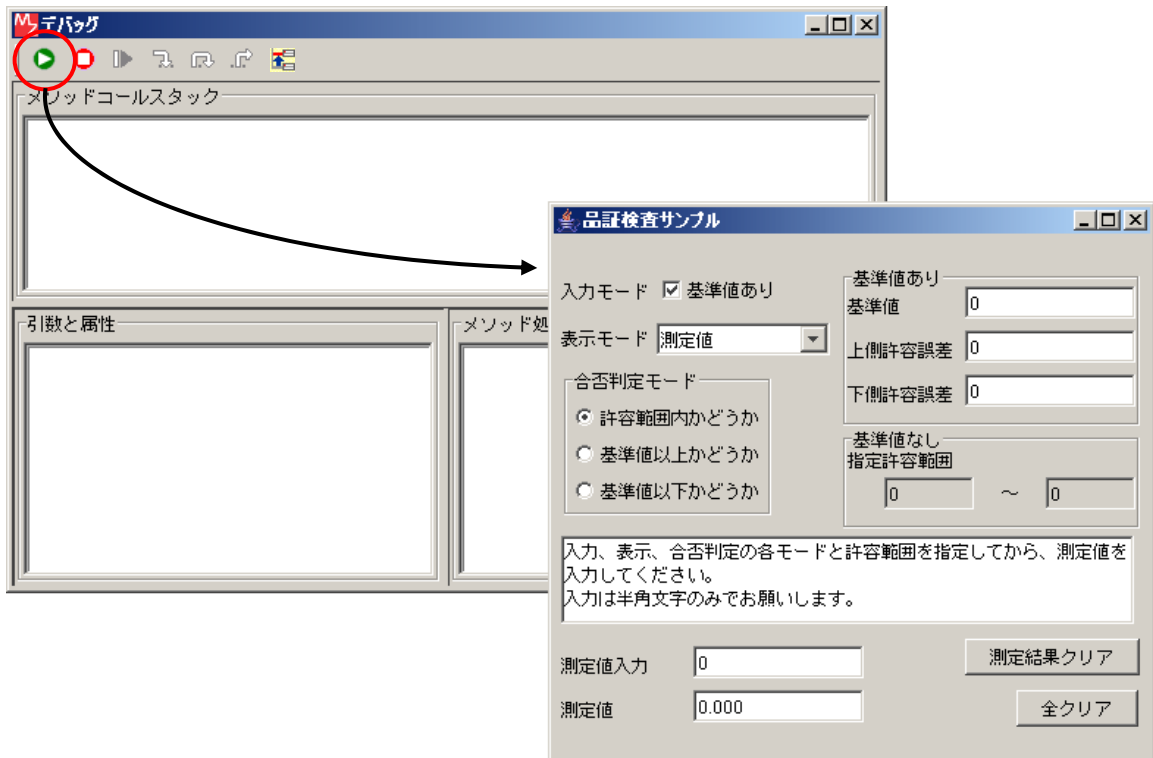 デバッグ
メソッドコールスタック
引数と属性
メソッド処
品証検査サンプル
入力モード 基準値あり
表示モード 測定値
合否判定モード
許容範囲内かどうか
基準値以上かどうか
基準値以下かどうか
基準値あり
基準値 0
上側許容誤差 0
下側許容誤差 0
基準値なし
指定許容範囲
0 ～ 0
入力、表示、合否判定の各モードと許容範囲を指定してから、測定値を
入力してください。
入力は半角文字のみでお願いします。
測定値入力 0
測定結果クリア
測定値 0.000
全クリア